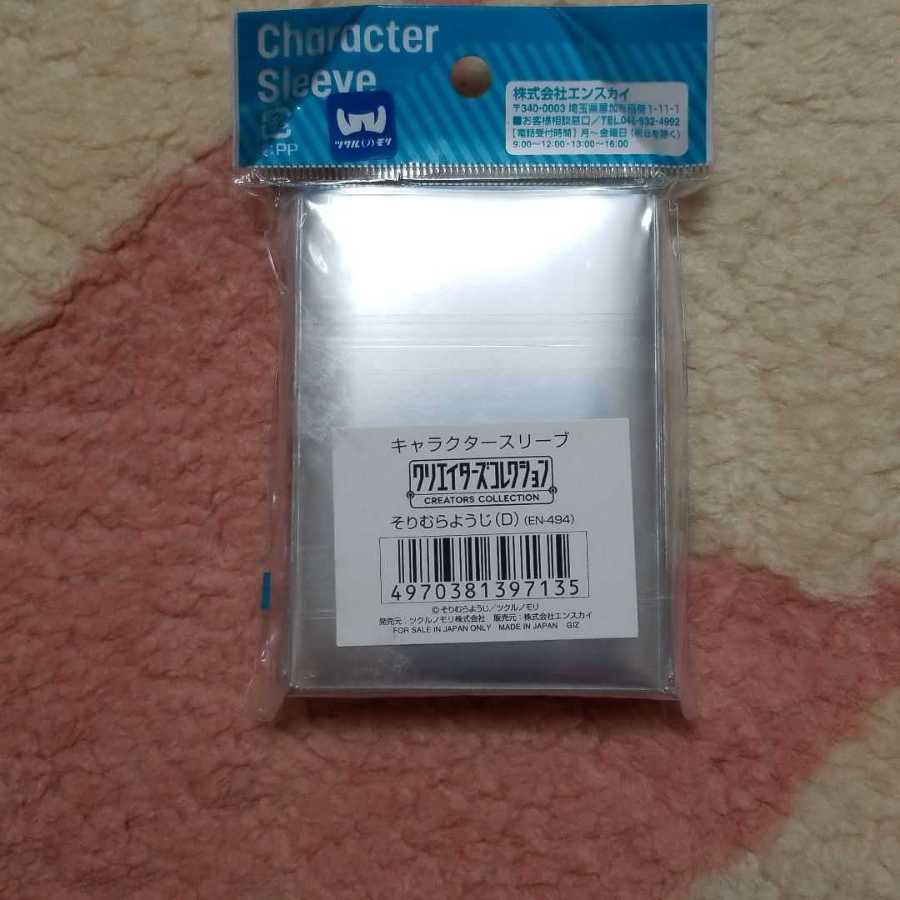 Character
Sleeve
プラ
PP
ツクル(ノ)モリ
株式会社エンスカイ
〒340-0003 埼玉県草加市稲荷1-11-1
■お客様相談窓口/TEL.048-932-4992
【電話受付時間】月〜金曜日(祝日を除く)
9:00〜12:00・13:00〜16:00
キャラクタースリーブ
クリエイターズコレクション
CREATORS COLLECTION
そりむらようじ(D)(EN-494)
4970381397135
©そりむらようじ/ツクルノモリ
発売元:ツクルノモリ株式会社 販売元:株式会社エンスカイ
FOR SALE IN JAPAN ONLY MADE IN JAPAN GIZ